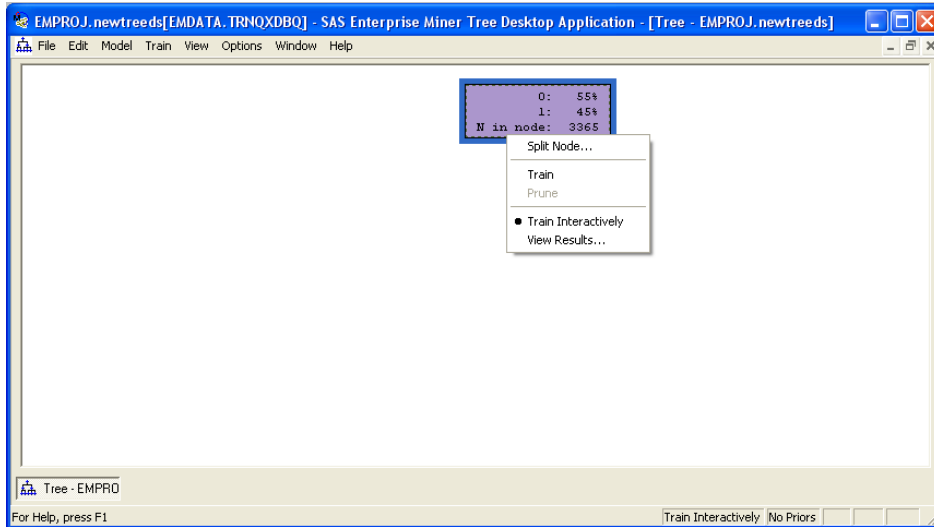 EMPROJ.newtreeds[EMDATA.TRNQXDBQ] - SAS Enterprise Miner Tree Desktop Application - [Tree - EMPROJ.newtreeds]
File Edit Model Train View Options Window Help
0: 55%
1: 45%
N in node: 3365
Split Node...
Train
Prune
Train Interactively
View Results...
Tree - EMPRO
For Help, press F1 Train Interactively No Priors